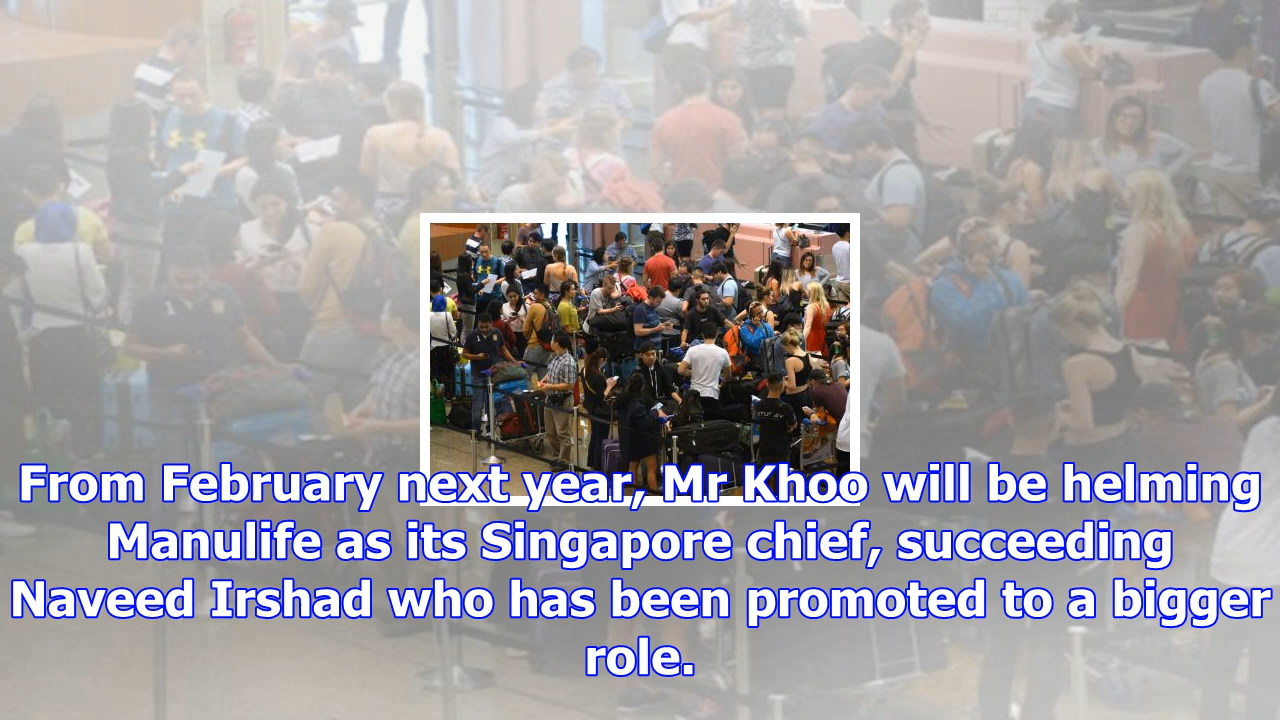 From February next year, Mr Khoo will be helming
Manulife as its Singapore chief, succeeding
Naveed Irshad who has been promoted to a bigger
role.